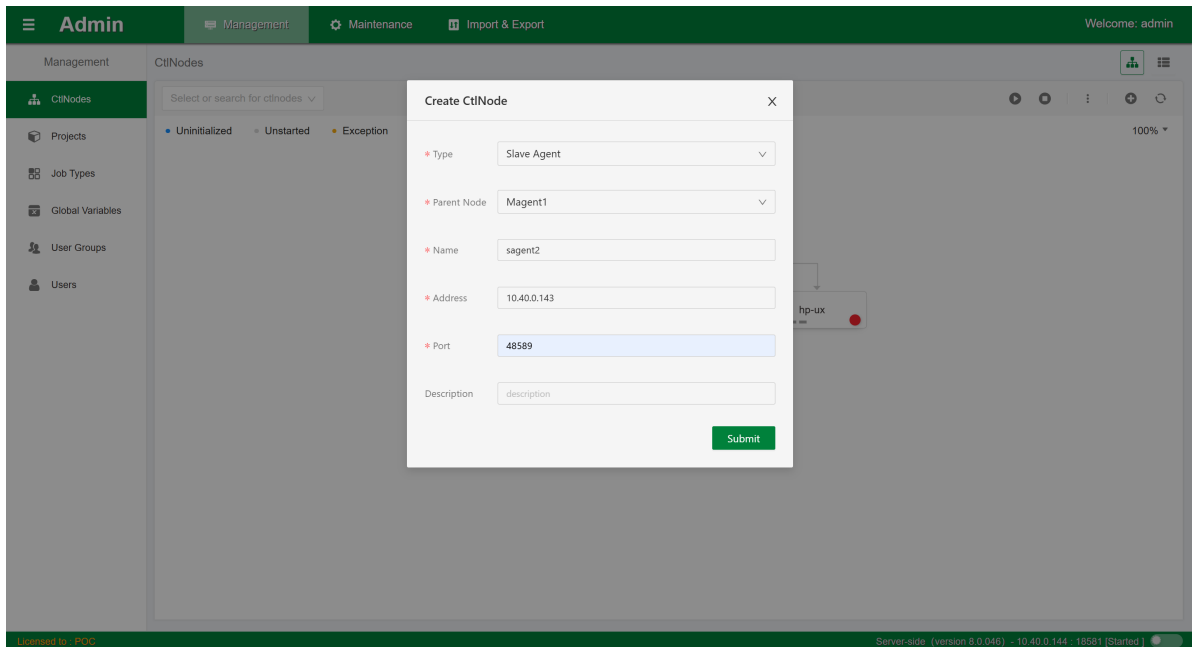 Admin
Management
Maintenance
Import & Export
Welcome: admin
Management
CtlNodes
CtlNodes
Select or search for ctlnodes
Projects
Uninitialized
Unstarted
Exception
100%
Job Types
Global Variables
User Groups
Users
Create CtlNode
X
* Type
Slave Agent
* Parent Node
Magent1
* Name
sagent2
* Address
10.40.0.143
* Port
48589
Description
description
Submit
hp-ux
Licensed to : POC
Server-side (version 8.0.046) - 10.40.0.144 : 18581 [Started ]